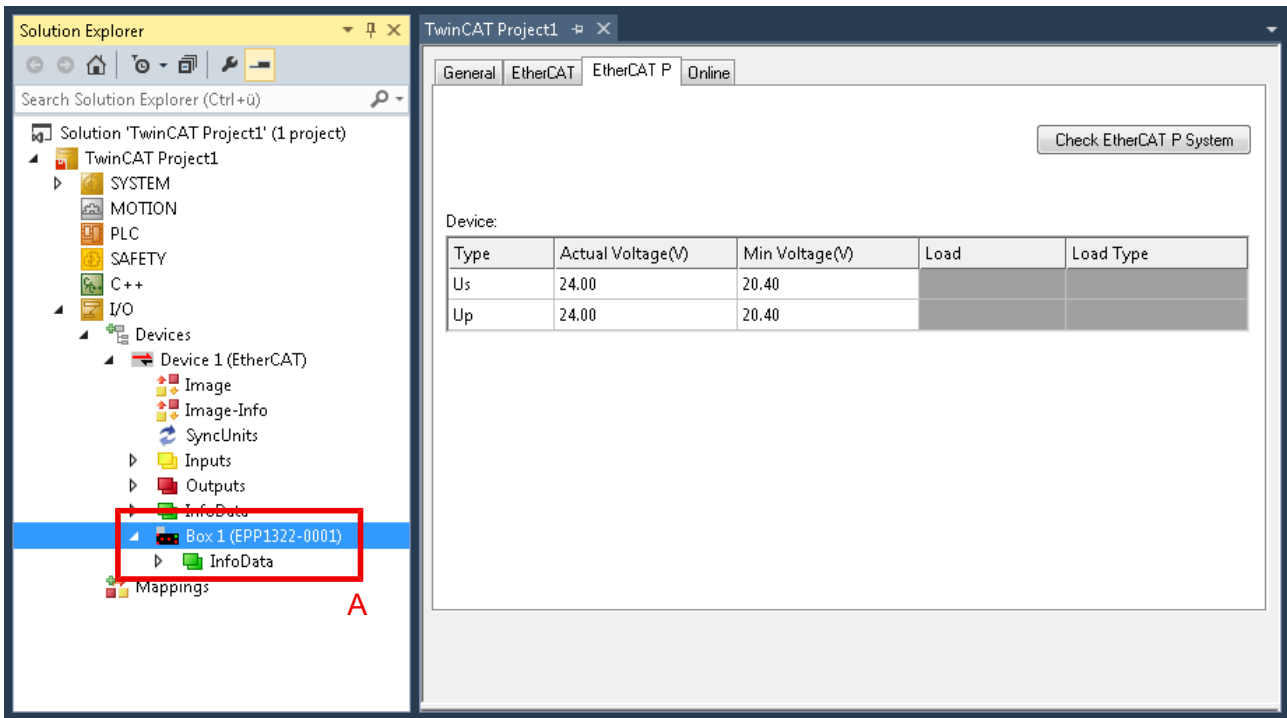 Solution Explorer
Search Solution Explorer (Ctrl+ü)
Solution 'TwinCAT Project1' (1 project)
TwinCAT Project1
SYSTEM
MOTION
PLC
SAFETY
C++
I/O
Devices
Device 1 (EtherCAT)
Image
Image-Info
SyncUnits
Inputs
Outputs
InfoData
Box 1 (EPP1322-0001)
InfoData
Mappings
A
TwinCAT Project1
General EtherCAT EtherCAT P Online
Check EtherCAT P System
Device:
Type Actual Voltage(V) Min Voltage(V) Load Load Type
Us 24.00 20.40
Up 24.00 20.40